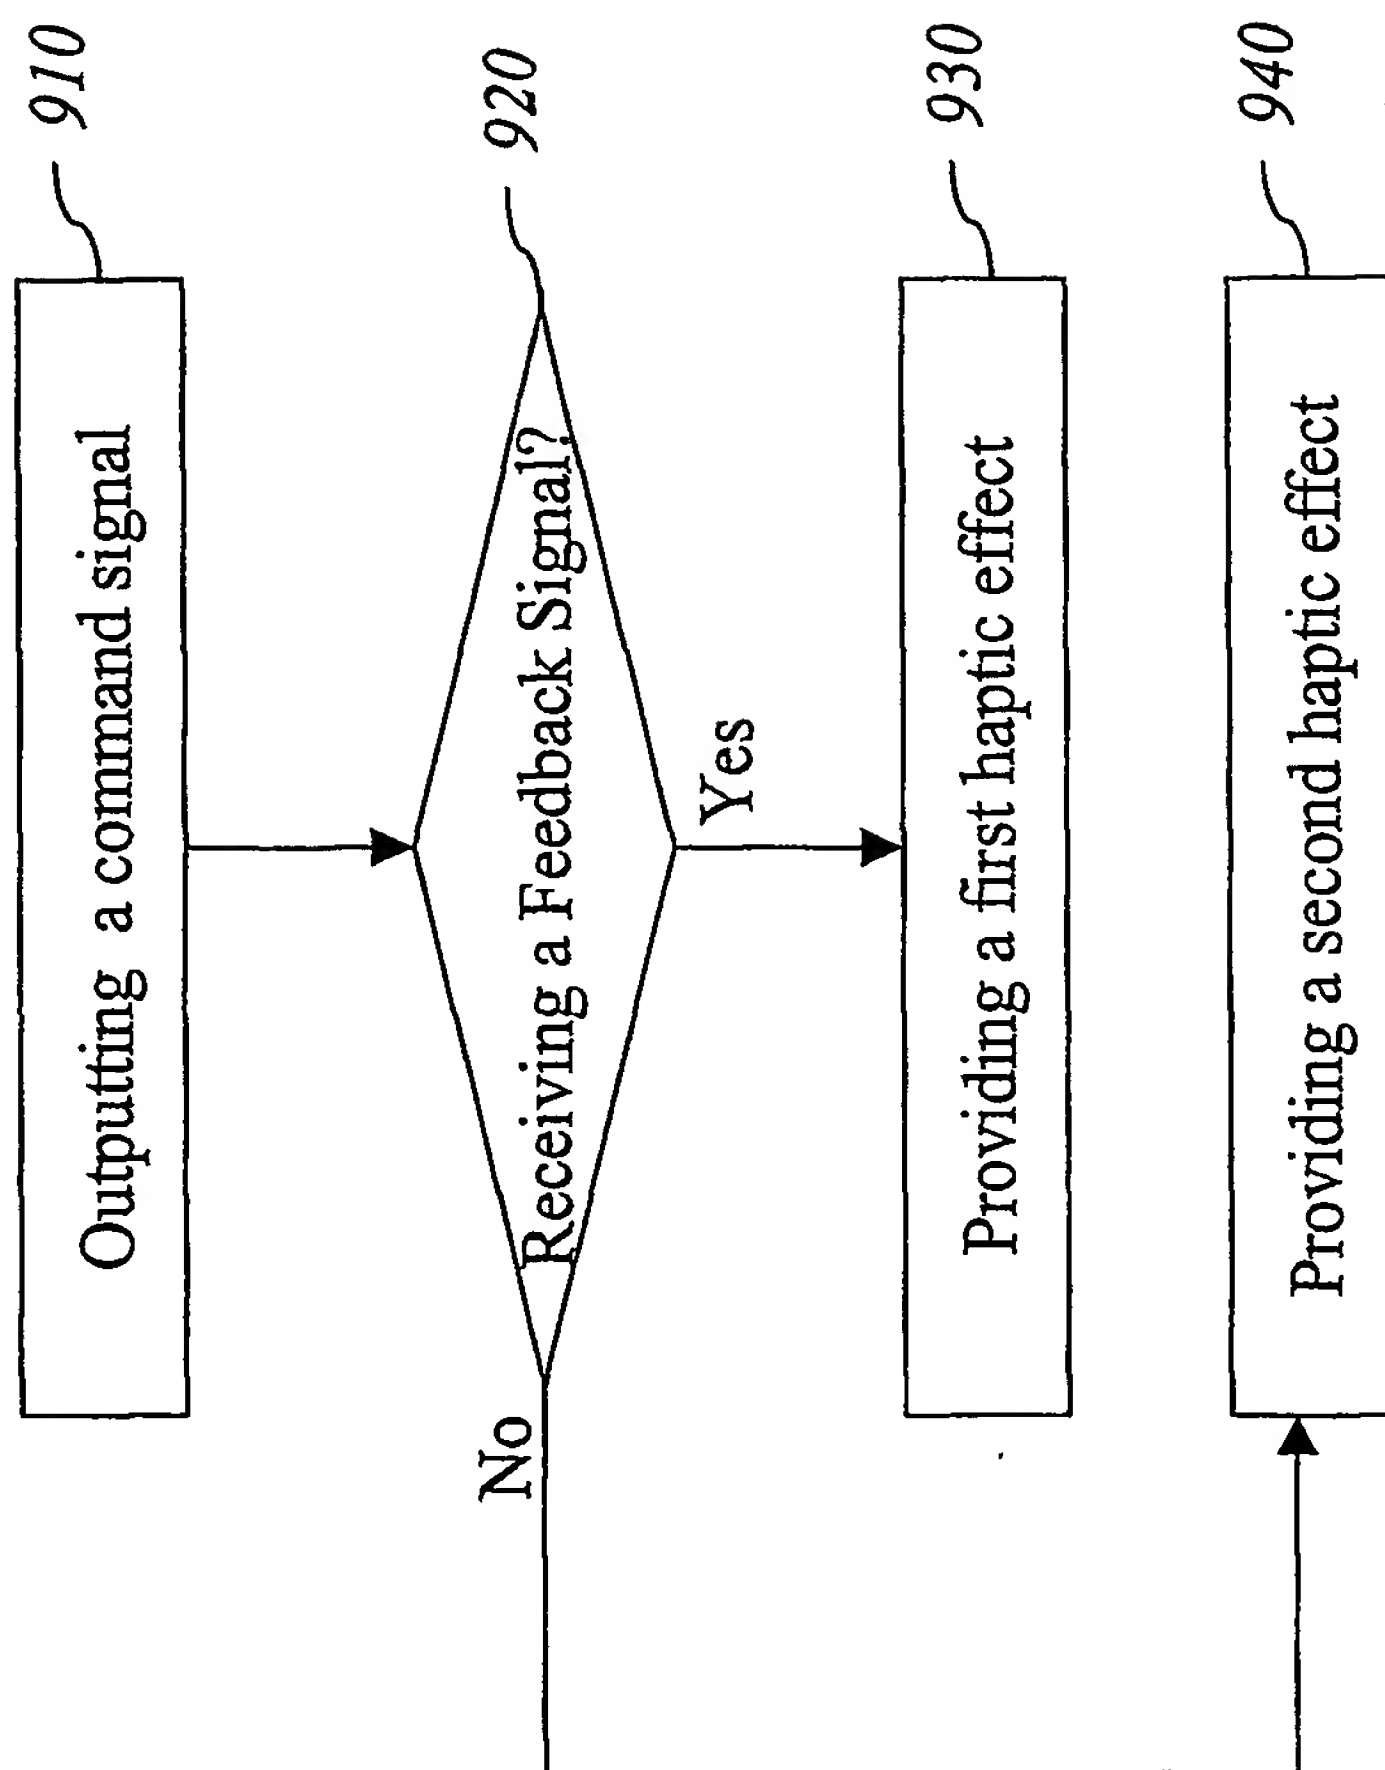 910
Outputting a command signal
920
Receiving a Feedback Signal?
No
Yes
930
Providing a first haptic effect
940
Providing a second haptic effect